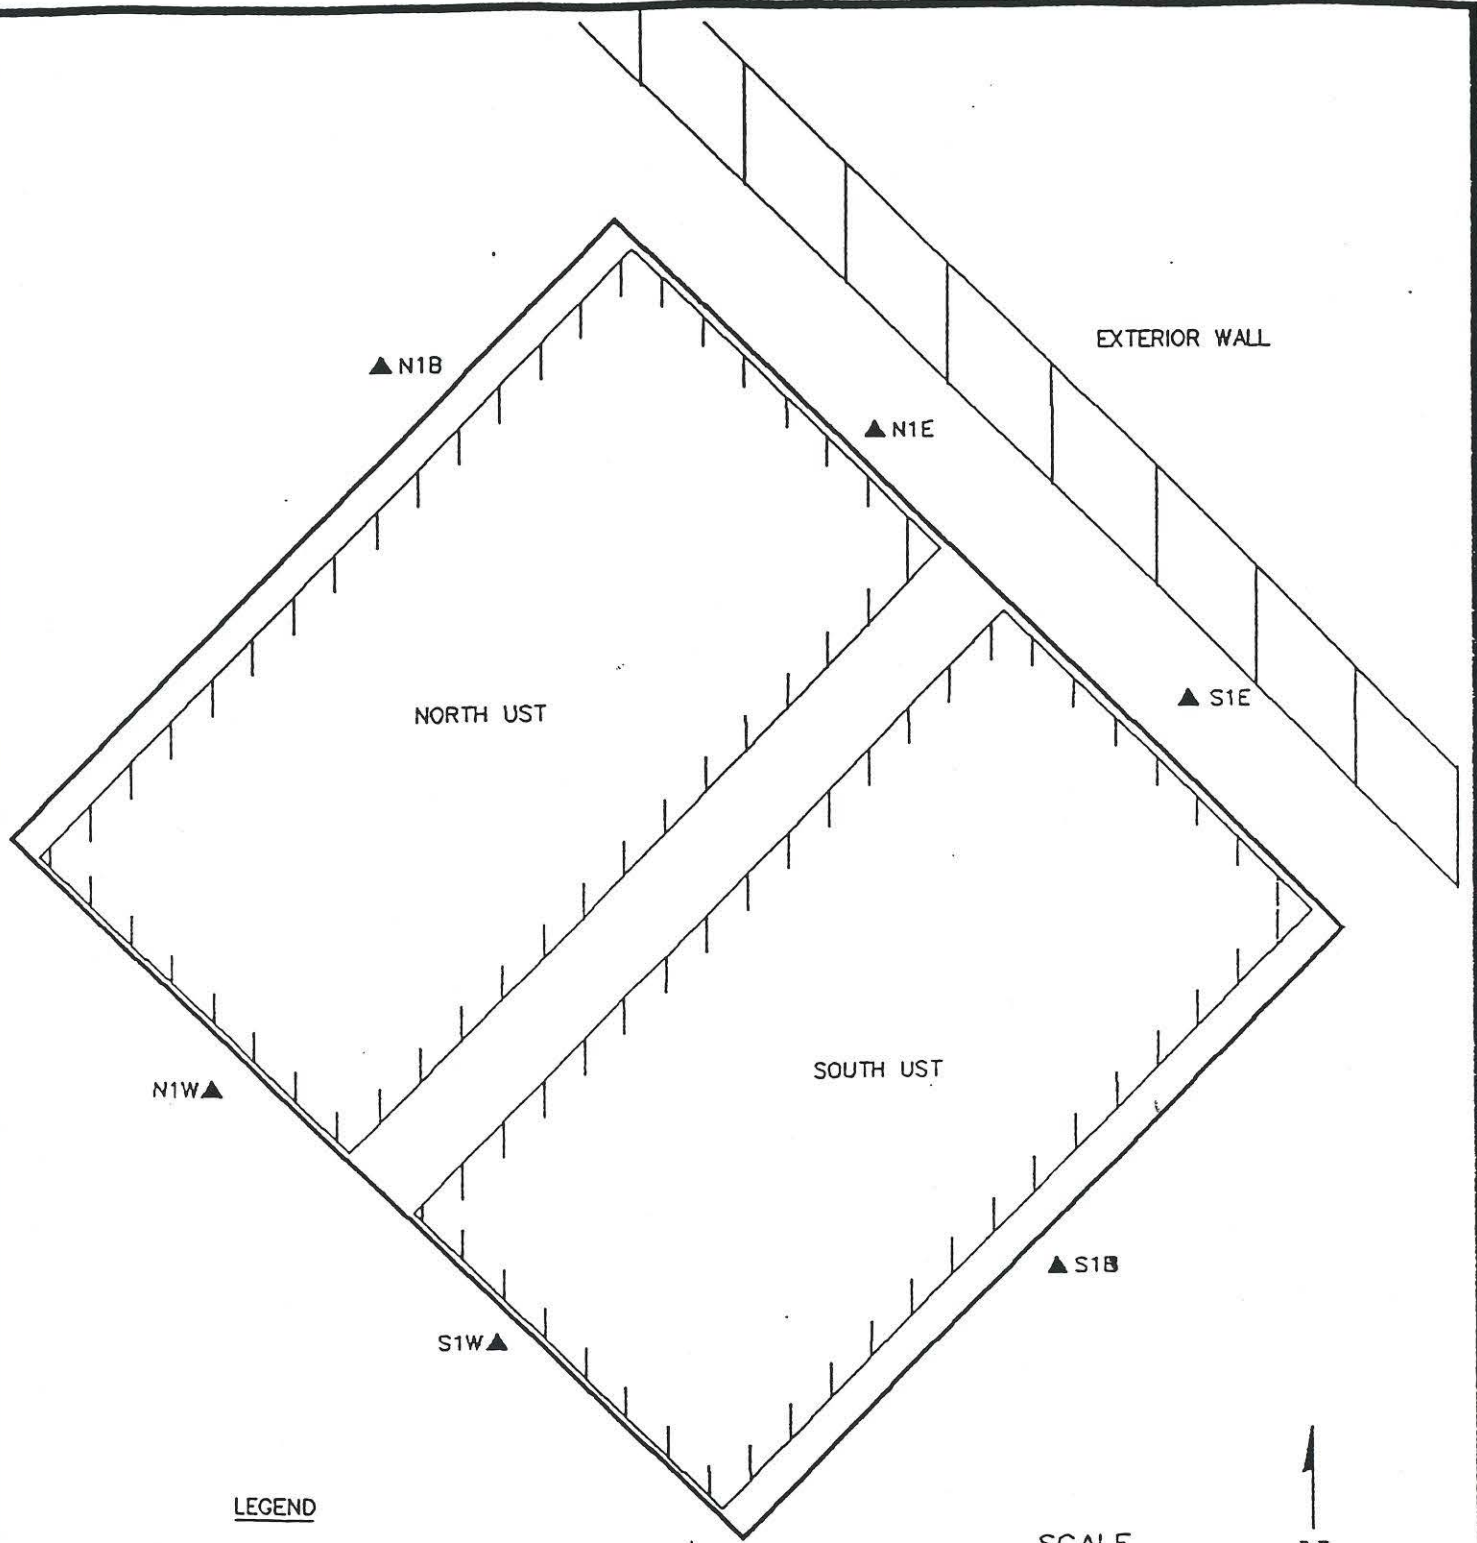 EXTERIOR WALL
N1B
N1E
S1E
NORTH UST
SOUTH UST
N1W
S1B
S1W
LEGEND
SCALE